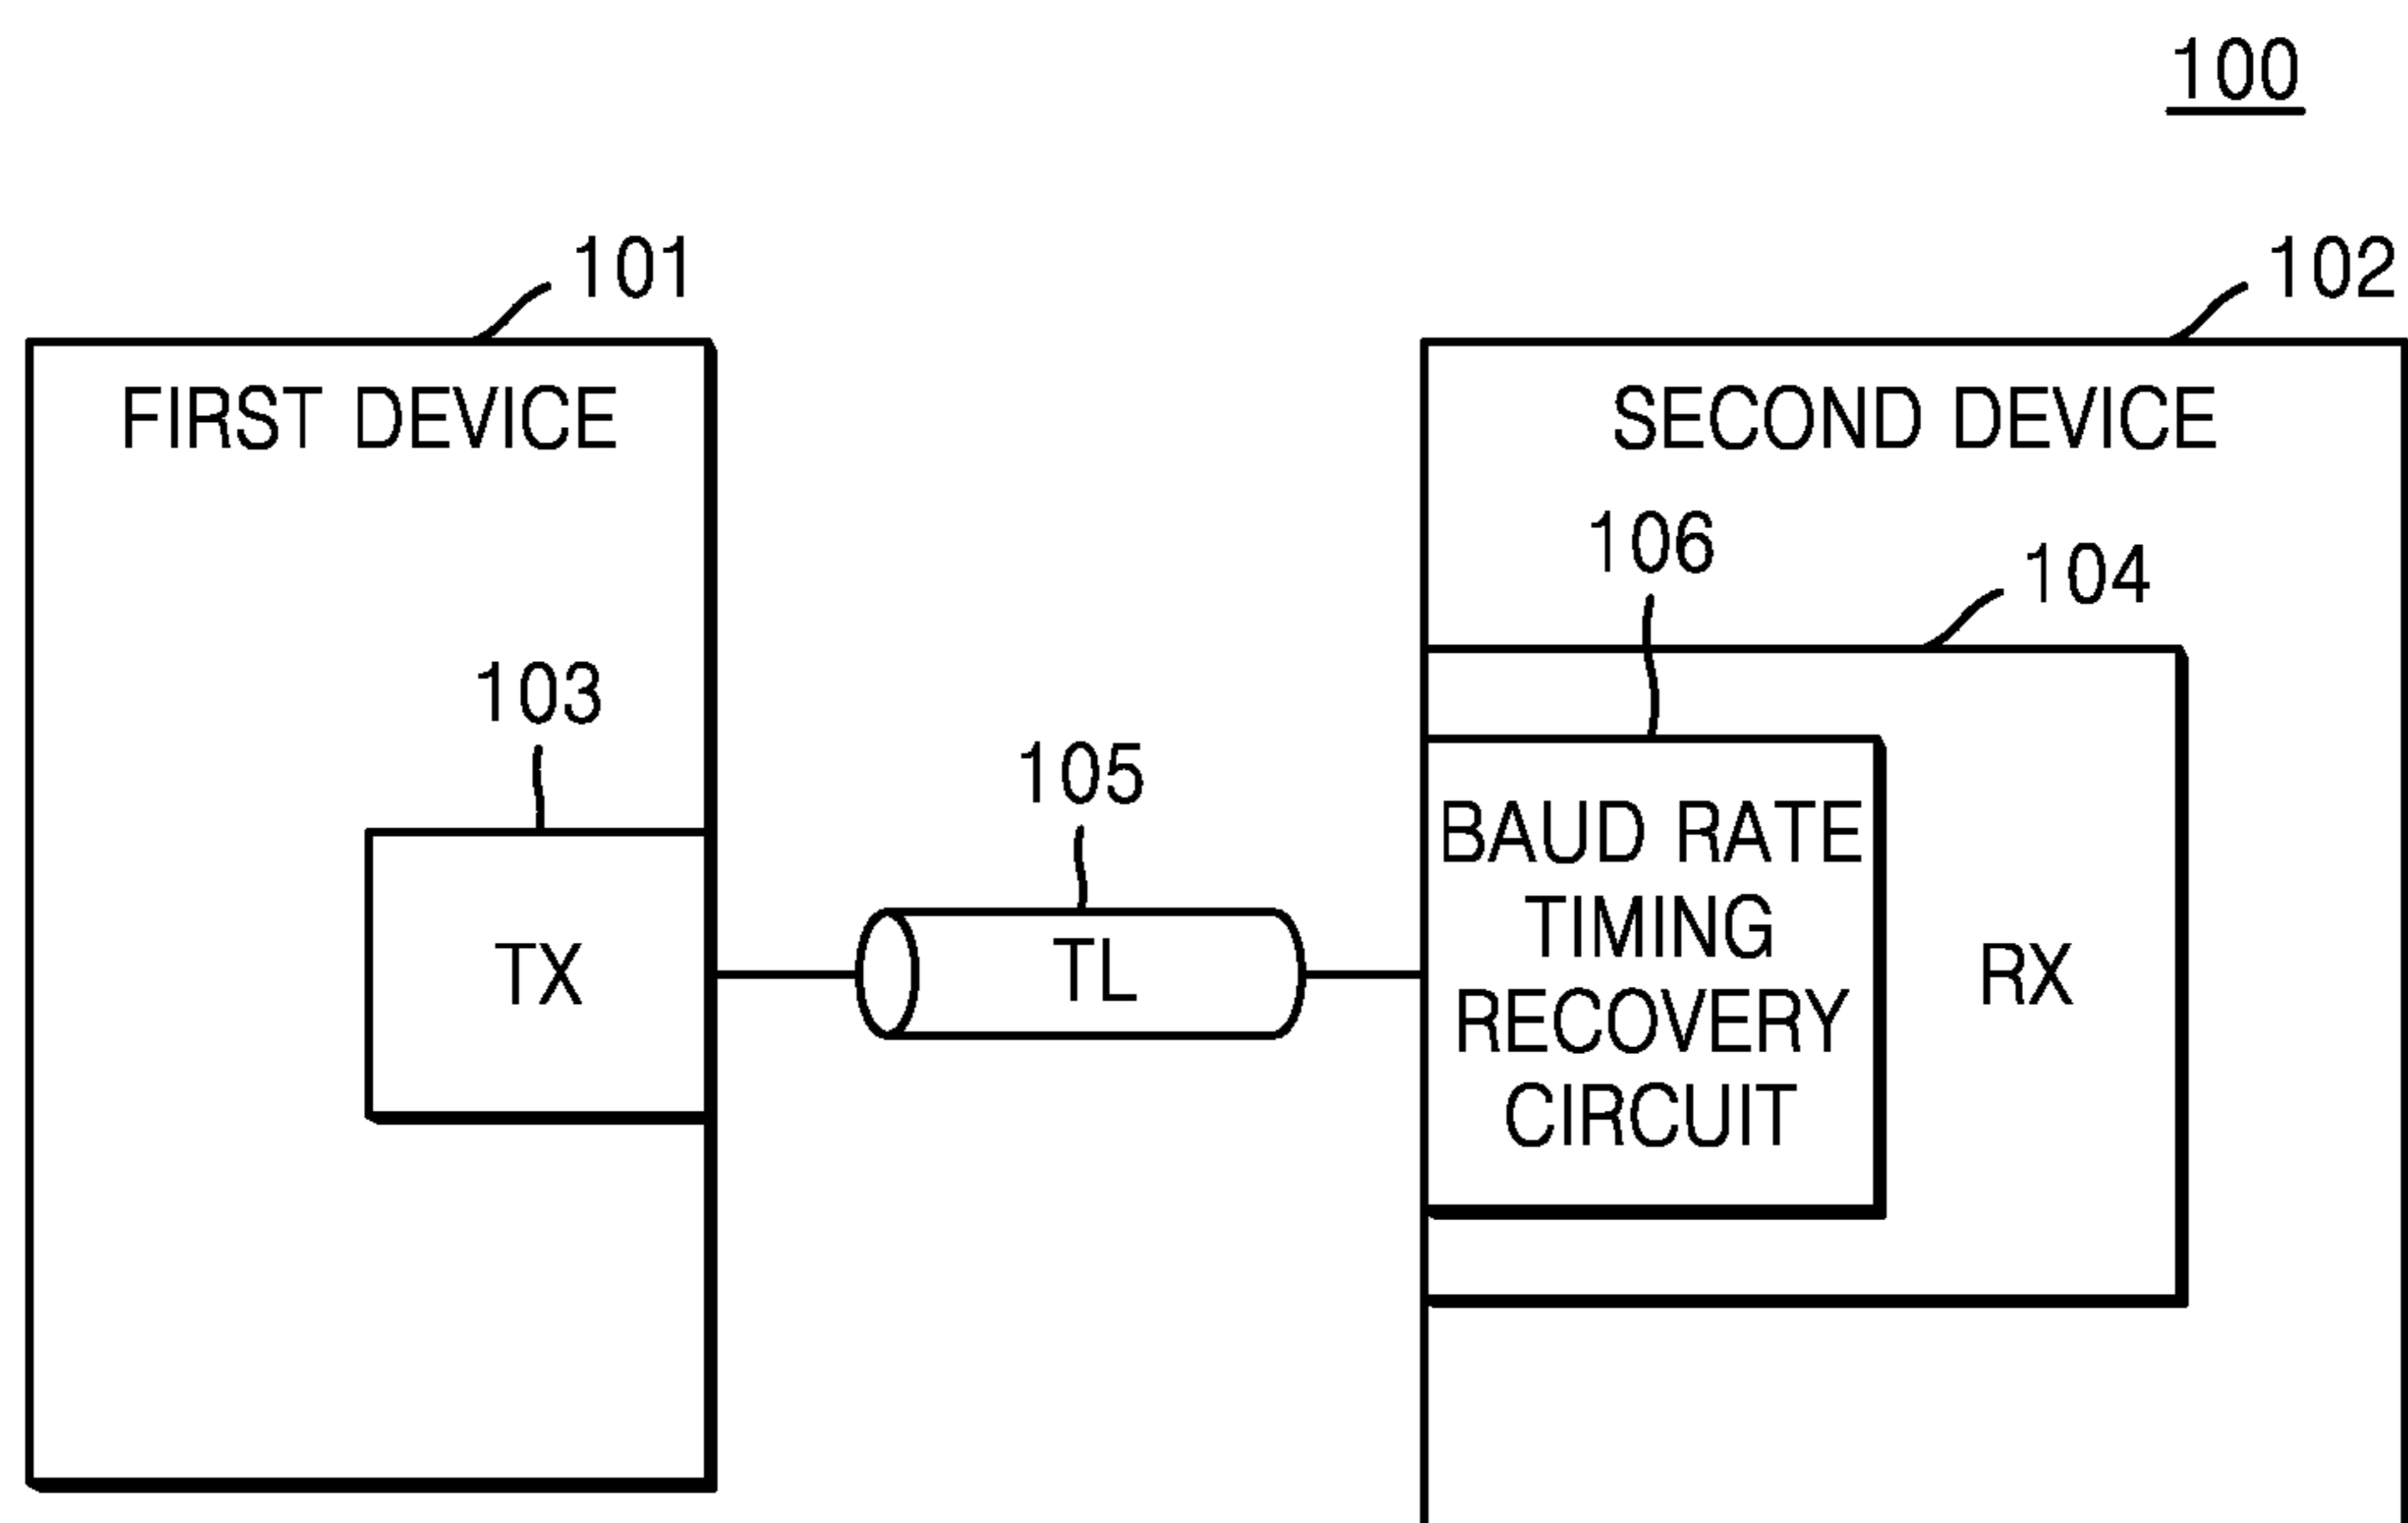 100
101
102
FIRST DEVICE
SECOND DEVICE
106
104
103
105
BAUD RATE
TIMING
RECOVERY
CIRCUIT
TX
TL
RX